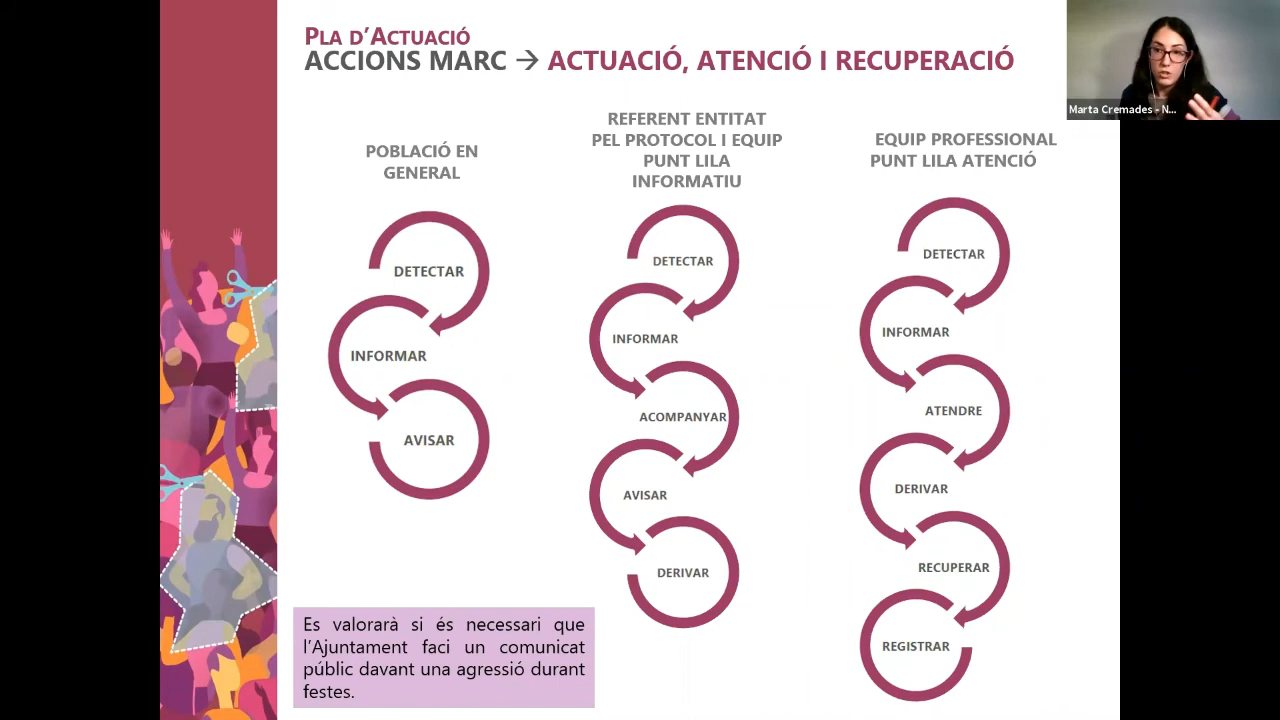 PLA D'ACTUACIÓ
ACCIONS MARC → ACTUACIÓ, ATENCIÓ I RECUPERACIÓ
Marta Cremades - N...
POBLACIÓ EN
GENERAL
DETECTAR
INFORMAR
AVISAR
REFERENT ENTITAT
PEL PROTOCOL I EQUIP
PUNT LILA
INFORMATIU
DETECTAR
INFORMAR
ACOMPANYAR
AVISAR
DERIVAR
EQUIP PROFESSIONAL
PUNT LILA ATENCIÓ
DETECTAR
INFORMAR
ATENDRE
DERIVAR
RECUPERAR
REGISTRAR
Es valorarà si és necessari que
l'Ajuntament faci un comunicat
públic davant una agressió durant
festes.